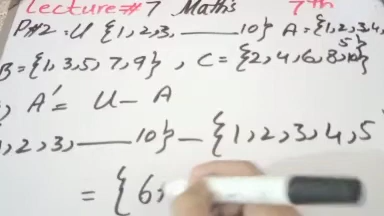 Lecture#7 Maths 7th
P#2: U {1,2,3, ——— 10} A = {1,2,3,4,
5
B = {1,3,5,7,9} , C = {2,4,6,8,10}
A' = U - A
1,2,3, —— 10} - {1,2,3,4,5
= {6,